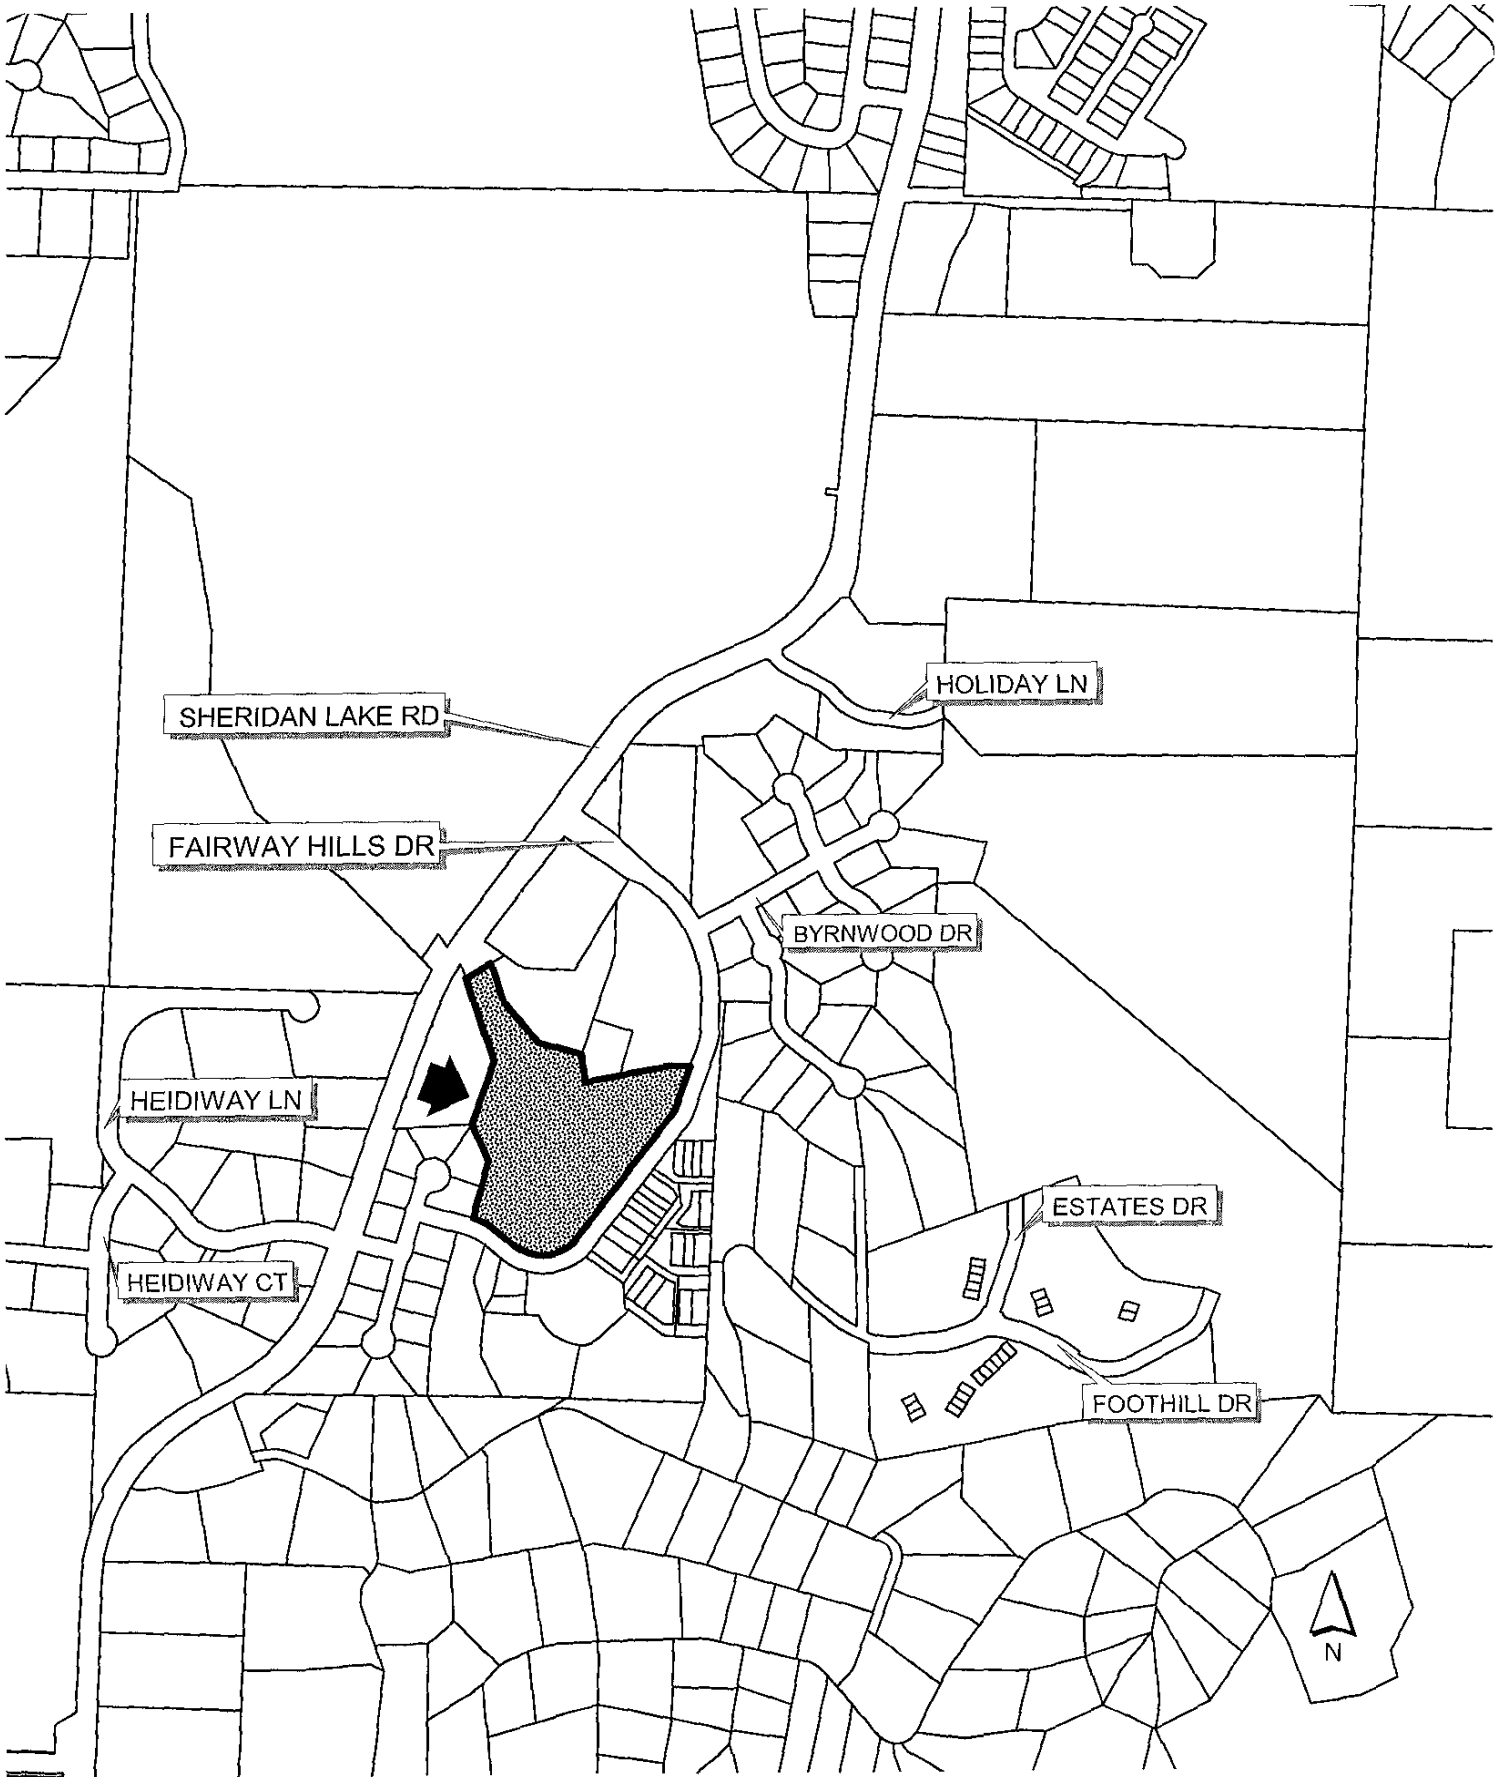 HOLIDAY LN
SHERIDAN LAKE RD
FAIRWAY HILLS DR
BYRNWOOD DR
HEIDIWAY LN
ESTATES DR
HEIDIWAY CT
FOOTHILL DR
N